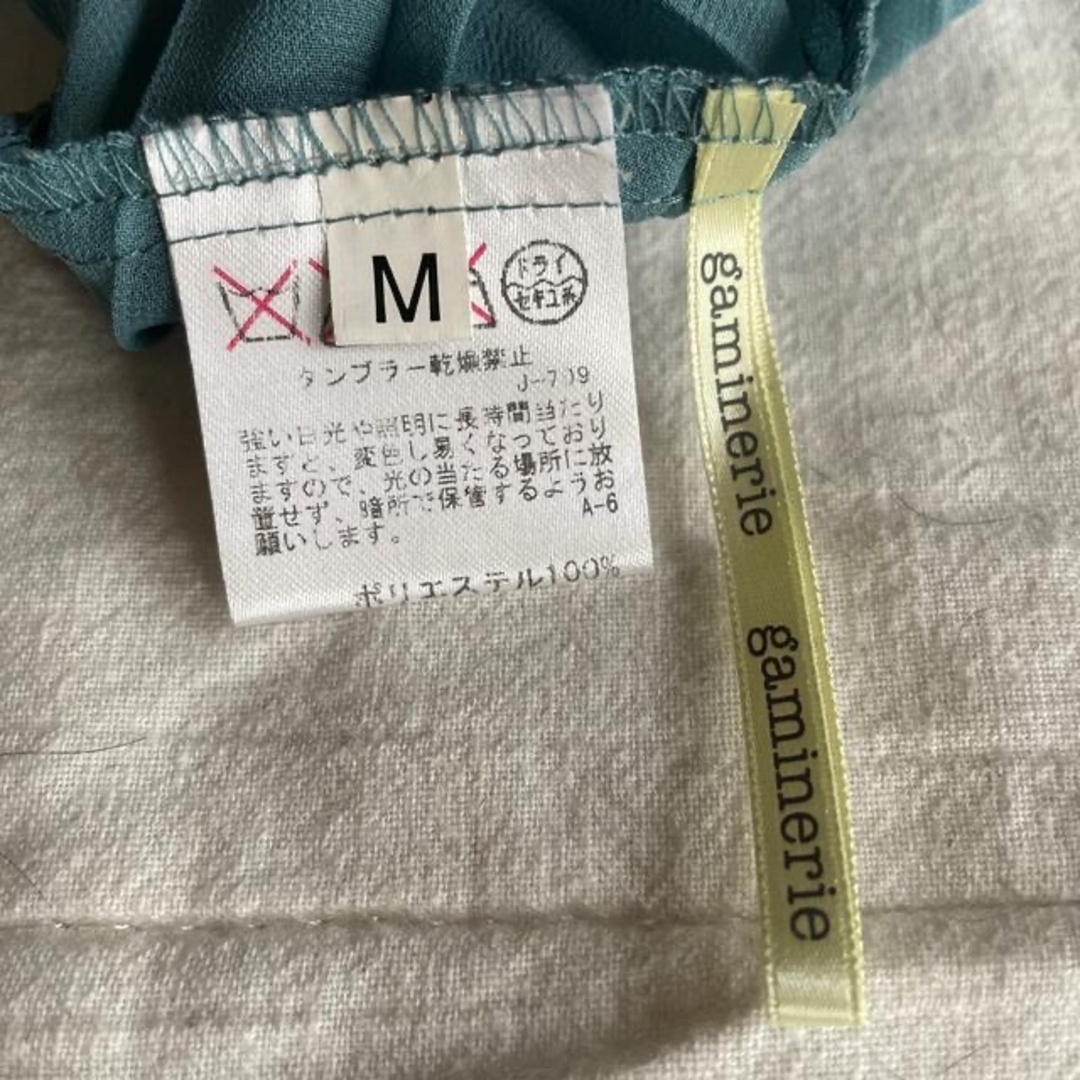 M
ドライ
セキユ系
タンブラー乾燥禁止
J-709
強い日光や照明に長時間当たり
ますと、変色し易くなっており
ますので、光の当たる場所に放
置せず、暗所で保管するようお
願いします。
A-6
ポリエステル100%
gaminerie
gaminerie